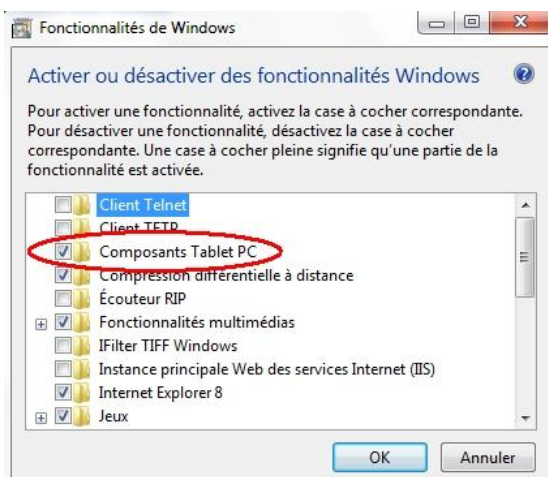 Fonctionnalités de Windows
Activer ou désactiver des fonctionnalités Windows
Pour activer une fonctionnalité, activez la case à cocher correspondante.
Pour désactiver une fonctionnalité, désactivez la case à cocher
correspondante. Une case à cocher pleine signifie qu'une partie de la
fonctionnalité est activée.
Client Telnet
Client TFTP
Composants Tablet PC
Compression différentielle à distance
Écouteur RIP
Fonctionnalités multimédias
IFilter TIFF Windows
Instance principale Web des services Internet (IIS)
Internet Explorer 8
Jeux
OK
Annuler